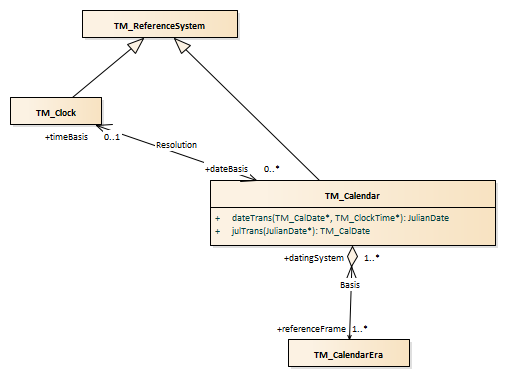 TM_ReferenceSystem
TM_Clock
+timeBasis 0..1
Resolution
+dateBasis 0..*
TM_Calendar
+ dateTrans(TM_CalDate*, TM_ClockTime*): JulianDate
+ julTrans(JulianDate*): TM_CalDate
+datingSystem 1..*
Basis
+referenceFrame 1..*
TM_CalendarEra